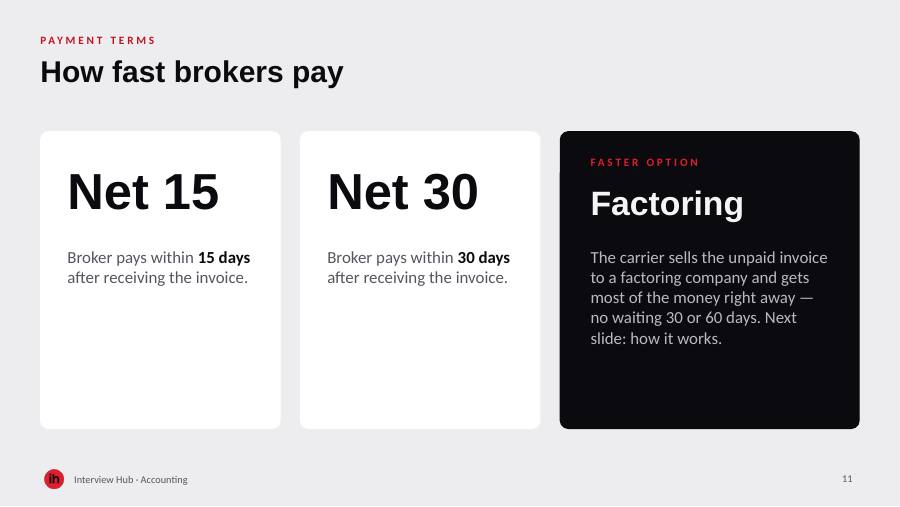 PAYMENT TERMS
How fast brokers pay
Net 15
Broker pays within 15 days
after receiving the invoice.
Net 30
Broker pays within 30 days
after receiving the invoice.
FASTER OPTION
Factoring
The carrier sells the unpaid invoice
to a factoring company and gets
most of the money right away —
no waiting 30 or 60 days. Next
slide: how it works.
ih
Interview Hub · Accounting
11